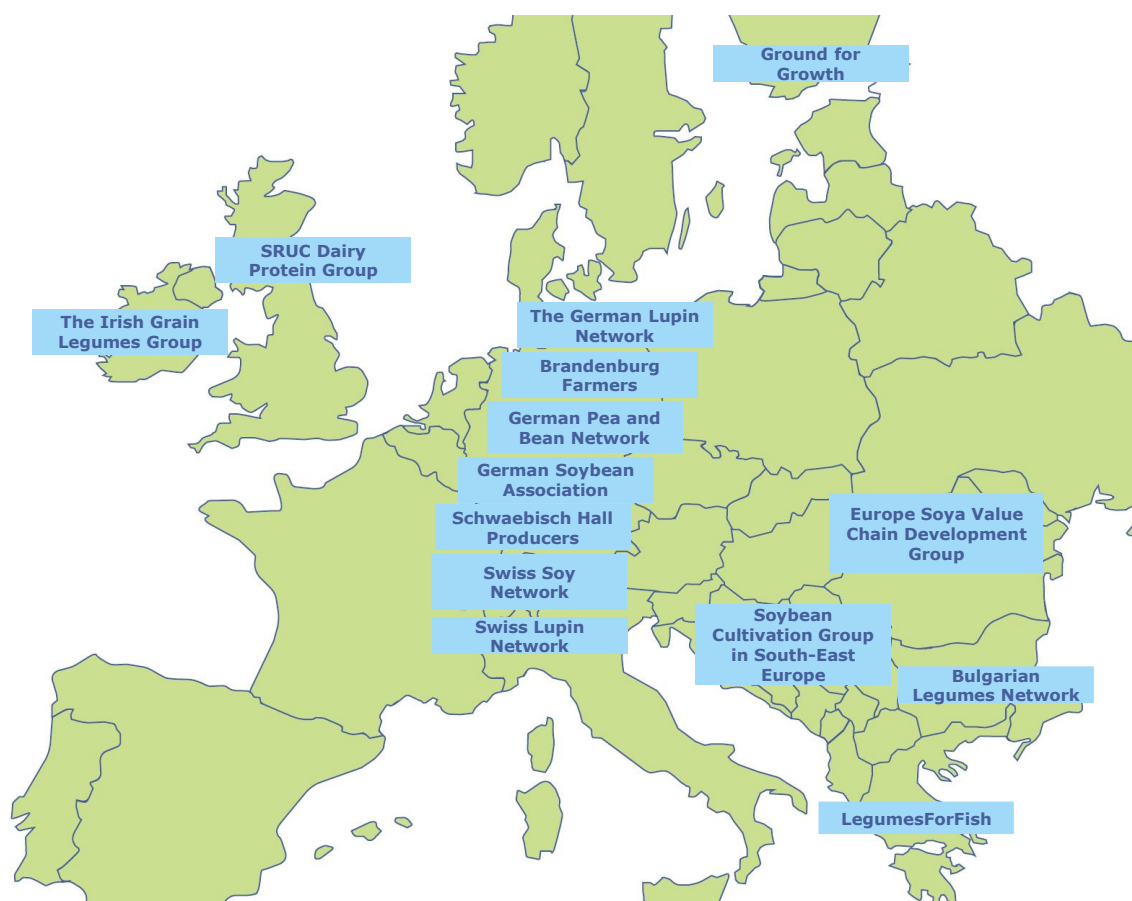 Ground for
Growth
SRUC Dairy
Protein Group
The Irish Grain
Legumes Group
The German Lupin
Network
Brandenburg
Farmers
German Pea and
Bean Network
German Soybean
Association
Schwaebisch Hall
Producers
Europe Soya Value
Chain Development
Group
Swiss Soy
Network
Swiss Lupin
Network
Soybean
Cultivation Group
in South-East
Europe
Bulgarian
Legumes Network
LegumesForFish